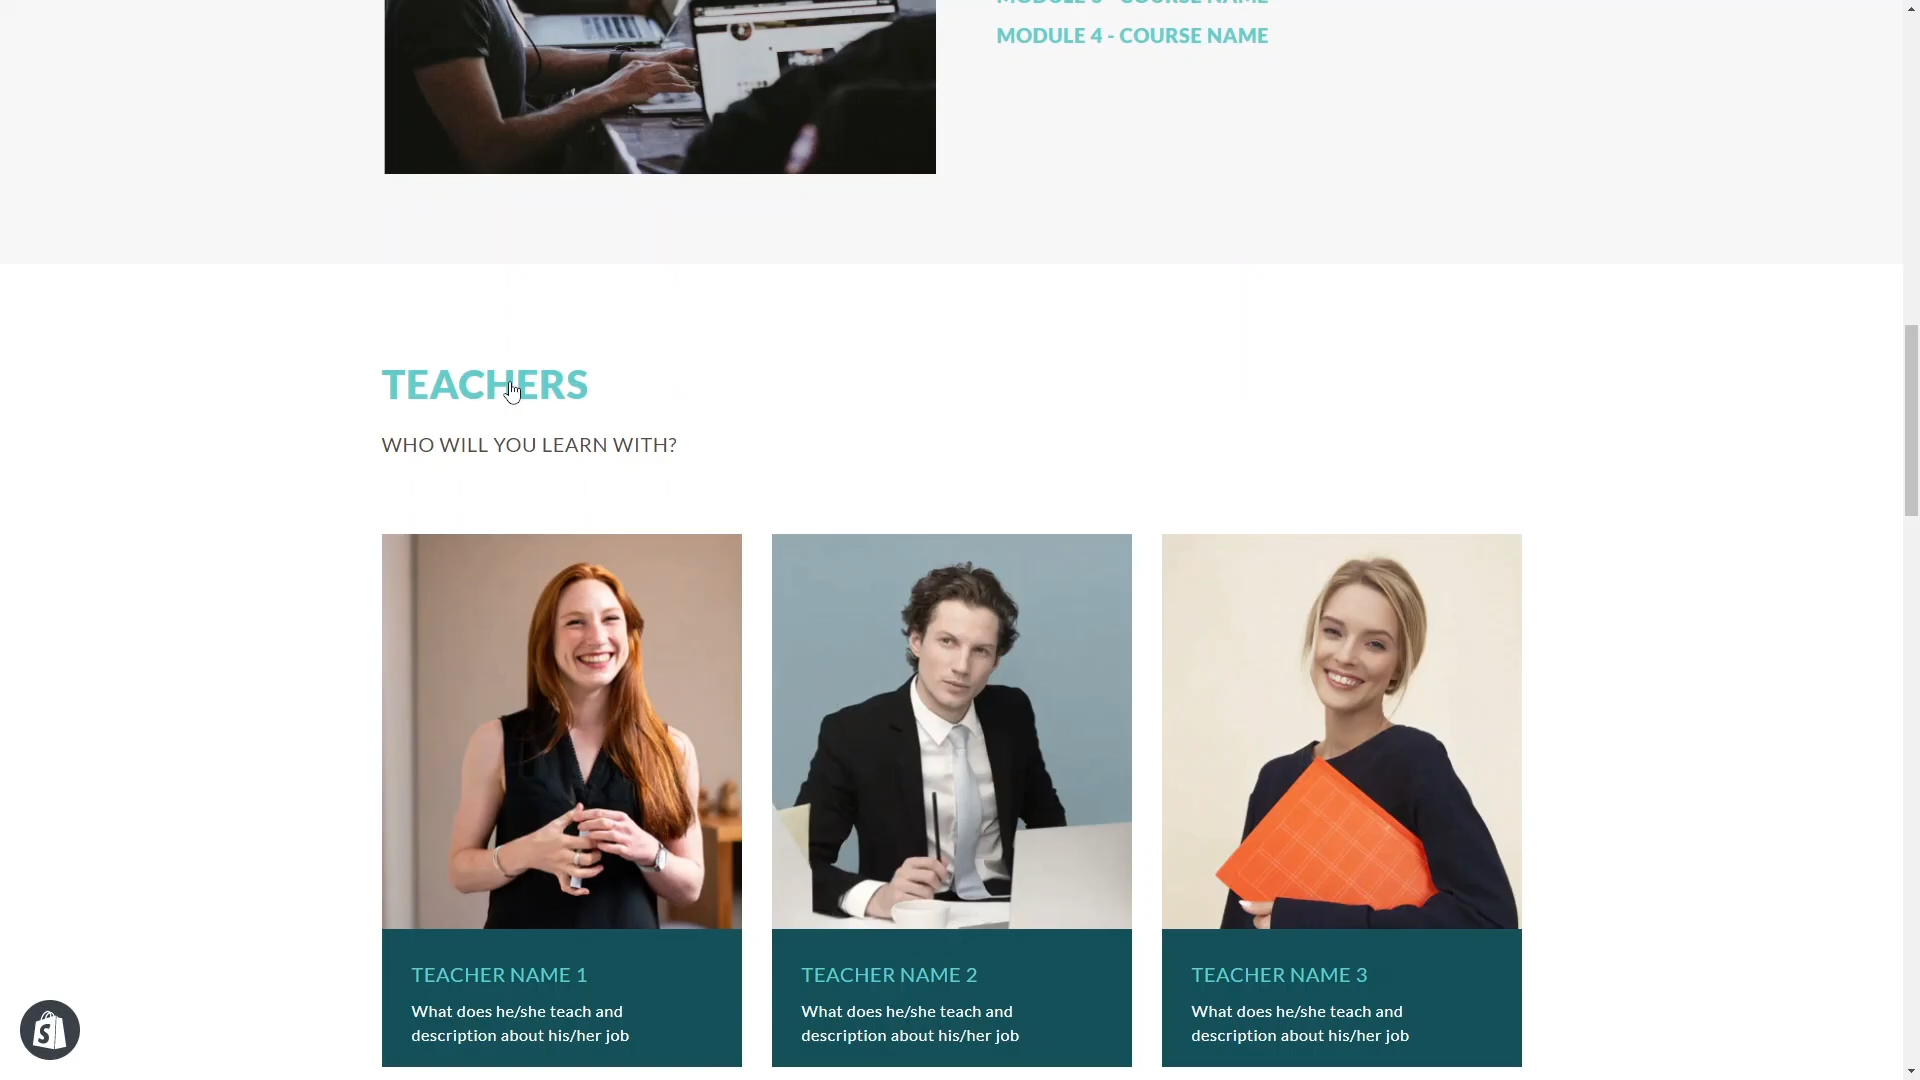 MODULE 4 - COURSE NAME
TEACHERS
WHO WILL YOU LEARN WITH?
TEACHER NAME 1
What does he/she teach and
description about his/her job
TEACHER NAME 2
What does he/she teach and
description about his/her job
TEACHER NAME 3
What does he/she teach and
description about his/her job